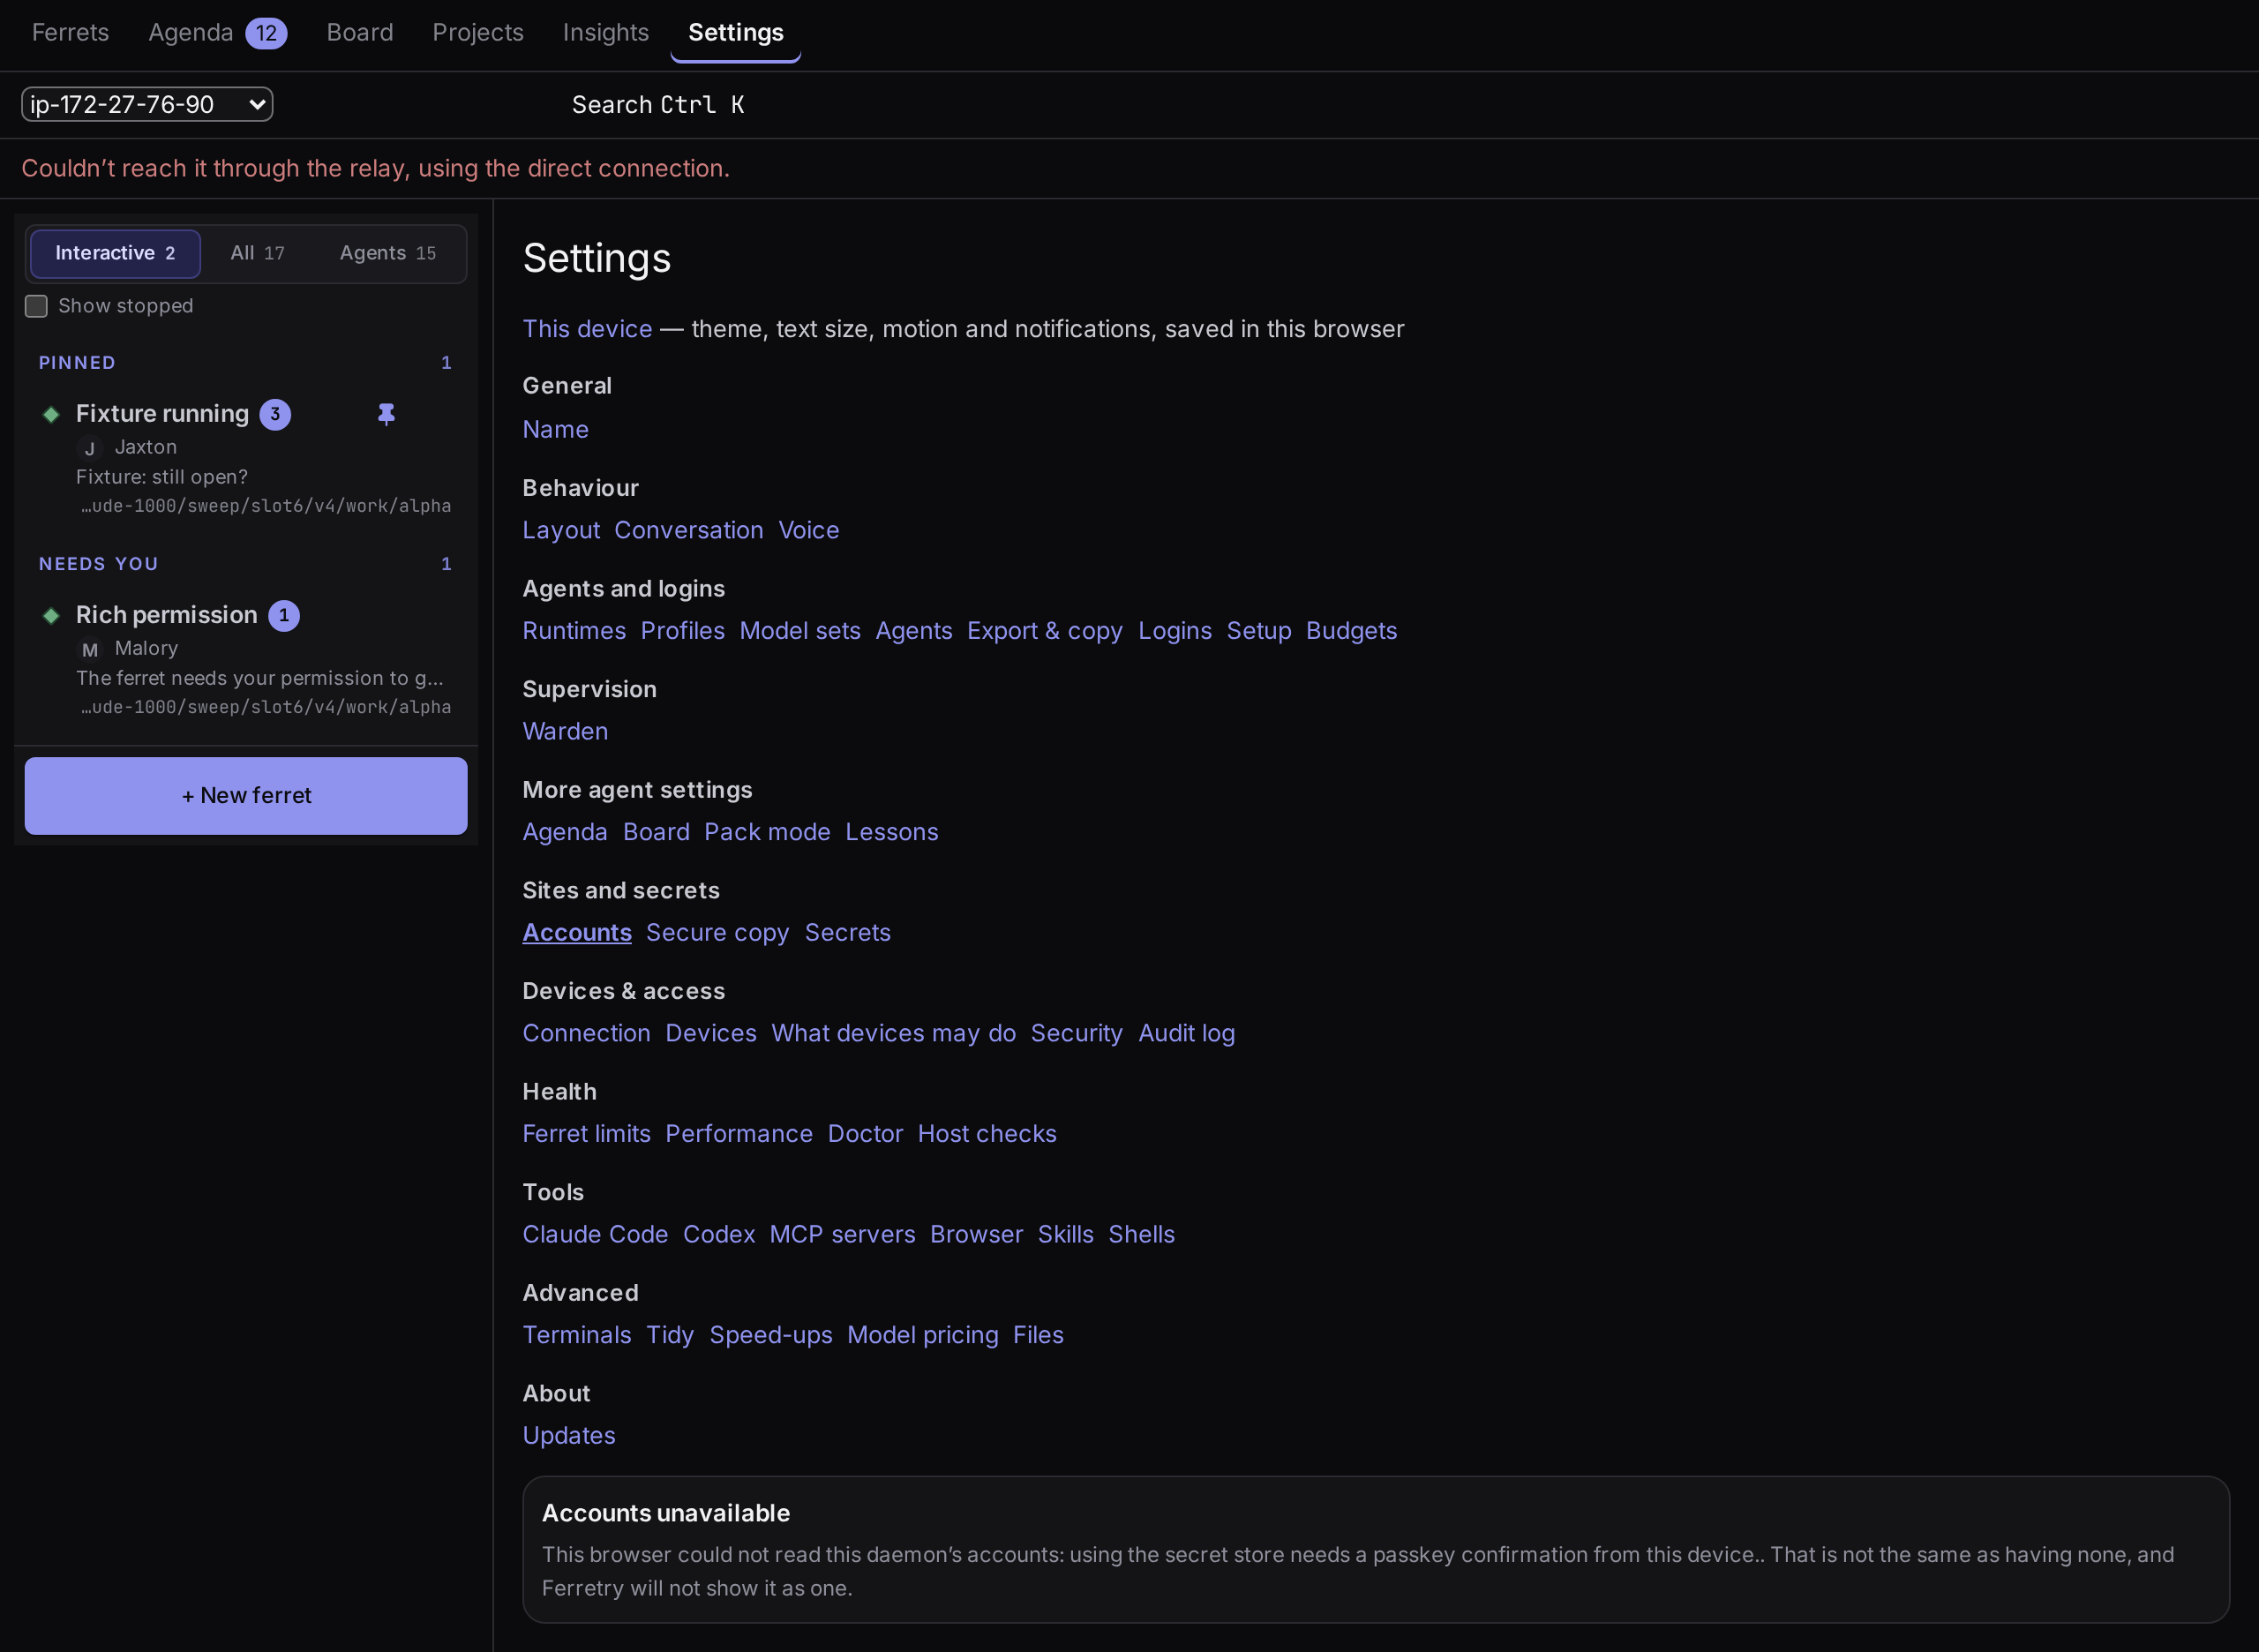 Ferrets Agenda 12 Board Projects Insights Settings
ip-172-27-76-90 Search Ctrl K
Couldn’t reach it through the relay, using the direct connection.
Interactive 2 All 17 Agents 15
Show stopped
PINNED 1
Fixture running 3
J Jaxton
Fixture: still open?
…ude-1000/sweep/slot6/v4/work/alpha
NEEDS YOU 1
Rich permission 1
M Malory
The ferret needs your permission to g…
…ude-1000/sweep/slot6/v4/work/alpha
+ New ferret
Settings
This device — theme, text size, motion and notifications, saved in this browser
General
Name
Behaviour
Layout Conversation Voice
Agents and logins
Runtimes Profiles Model sets Agents Export & copy Logins Setup Budgets
Supervision
Warden
More agent settings
Agenda Board Pack mode Lessons
Sites and secrets
Accounts Secure copy Secrets
Devices & access
Connection Devices What devices may do Security Audit log
Health
Ferret limits Performance Doctor Host checks
Tools
Claude Code Codex MCP servers Browser Skills Shells
Advanced
Terminals Tidy Speed-ups Model pricing Files
About
Updates
Accounts unavailable
This browser could not read this daemon’s accounts: using the secret store needs a passkey confirmation from this device.. That is not the same as having none, and
Ferretry will not show it as one.